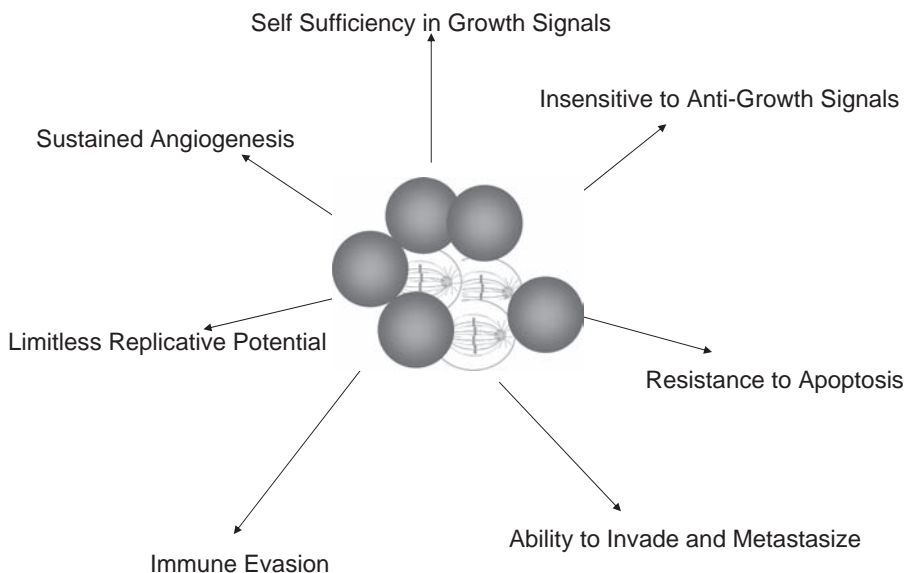 Self Sufficiency in Growth Signals
Insensitive to Anti-Growth Signals
Sustained Angiogenesis
Limitless Replicative Potential
Resistance to Apoptosis
Ability to Invade and Metastasize
Immune Evasion